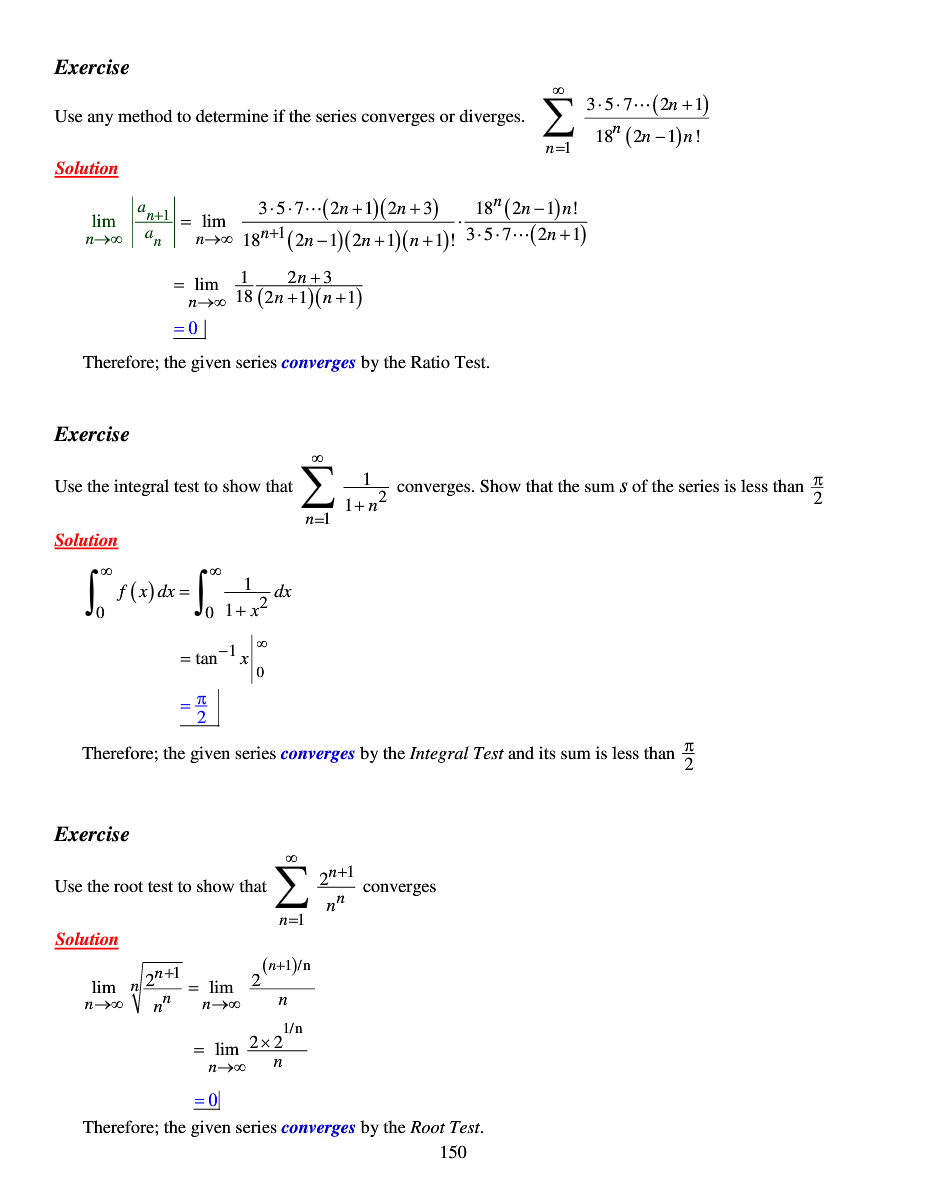 Exercise
Use any method to determine if the series converges or diverges. \sum_{n=1}^{\infty} \frac{3 \cdot 5 \cdot 7 \cdots (2n+1)}{18^n (2n-1) n!}
Solution
\lim_{n \to \infty} \left| \frac{a_{n+1}}{a_n} \right| = \lim_{n \to \infty} \frac{3 \cdot 5 \cdot 7 \cdots (2n+1)(2n+3)}{18^{n+1} (2n-1)(2n+1)(n+1)!} \cdot \frac{18^n (2n-1) n!}{3 \cdot 5 \cdot 7 \cdots (2n+1)}
= \lim_{n \to \infty} \frac{1}{18} \frac{2n+3}{(2n+1)(n+1)}
= 0
Therefore; the given series converges by the Ratio Test.
Exercise
Use the integral test to show that \sum_{n=1}^{\infty} \frac{1}{1+n^2} converges. Show that the sum s of the series is less than \frac{\pi}{2}
Solution
\int_0^{\infty} f(x) dx = \int_0^{\infty} \frac{1}{1+x^2} dx
= \tan^{-1} x \Big|_0^{\infty}
= \frac{\pi}{2}
Therefore; the given series converges by the Integral Test and its sum is less than \frac{\pi}{2}
Exercise
Use the root test to show that \sum_{n=1}^{\infty} \frac{2^{n+1}}{n^n} converges
Solution
\lim_{n \to \infty} \sqrt[n]{\frac{2^{n+1}}{n^n}} = \lim_{n \to \infty} \frac{2^{(n+1)/n}}{n}
= \lim_{n \to \infty} \frac{2 \times 2^{1/n}}{n}
= 0
Therefore; the given series converges by the Root Test.
150